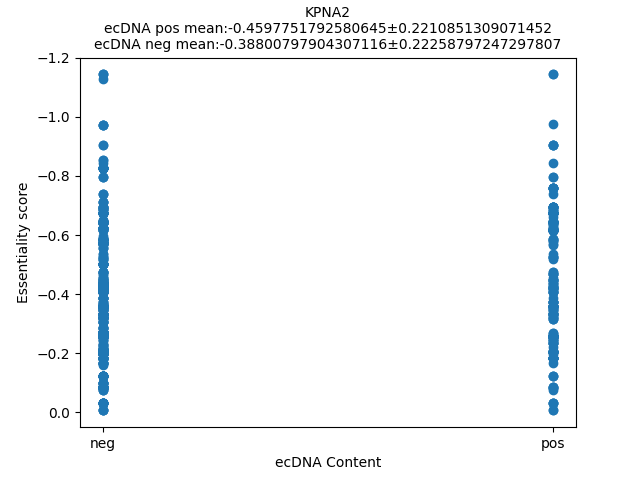 KPNA2
ecDNA pos mean:-0.4597751792580645±0.2210851309071452
ecDNA neg mean:-0.38800797904307116±0.22258797247297807
−1.2
−1.0
−0.8
−0.6
−0.4
−0.2
0.0
Essentiality score
neg
pos
ecDNA Content